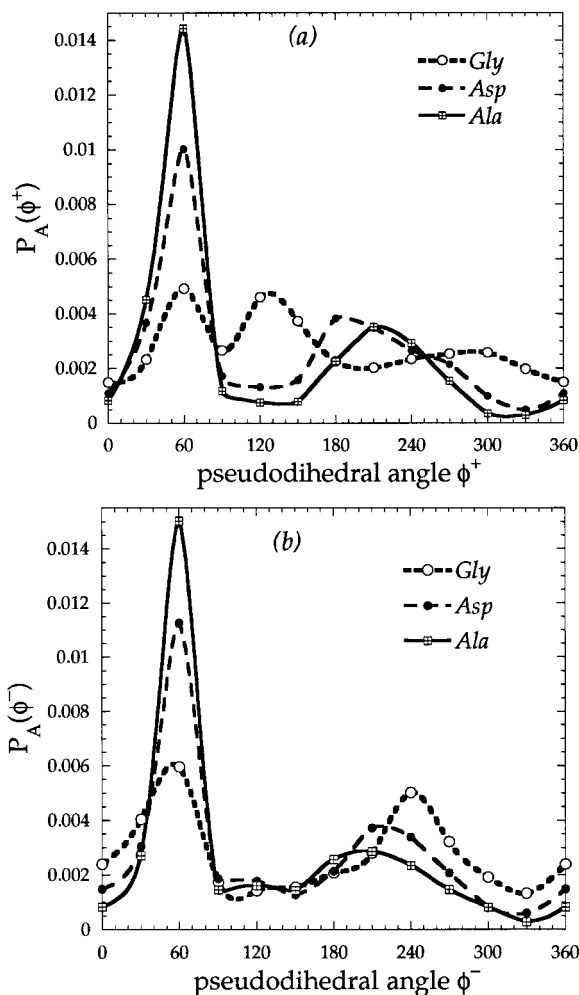 (a)
Gly
Asp
Ala
0.014
0.012
0.01
0.008
0.006
0.004
0.002
0
P_A(φ⁺)
0 60 120 180 240 300 360
pseudodihedral angle φ⁺
(b)
Gly
Asp
Ala
0.014
0.012
0.01
0.008
0.006
0.004
0.002
0
P_A(φ⁻)
0 60 120 180 240 300 360
pseudodihedral angle φ⁻